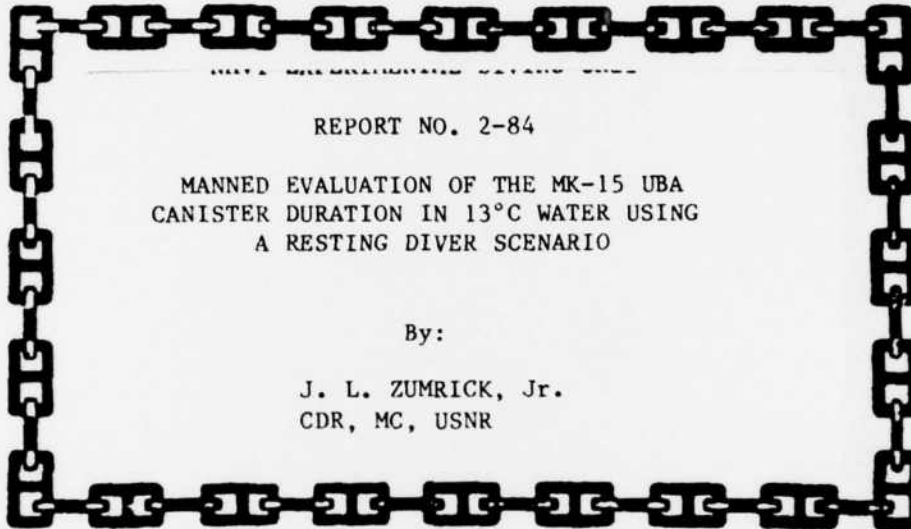 REPORT NO. 2-84
MANNED EVALUATION OF THE MK-15 UBA
CANISTER DURATION IN 13°C WATER USING
A RESTING DIVER SCENARIO
By:
J. L. ZUMRICK, Jr.
CDR, MC, USNR